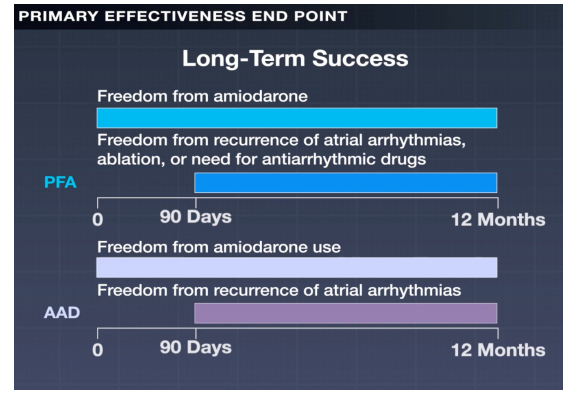 PRIMARY EFFECTIVENESS END POINT
Long-Term Success
Freedom from amiodarone
Freedom from recurrence of atrial arrhythmias,
ablation, or need for antiarrhythmic drugs
PFA
0 90 Days 12 Months
Freedom from amiodarone use
Freedom from recurrence of atrial arrhythmias
AAD
0 90 Days 12 Months